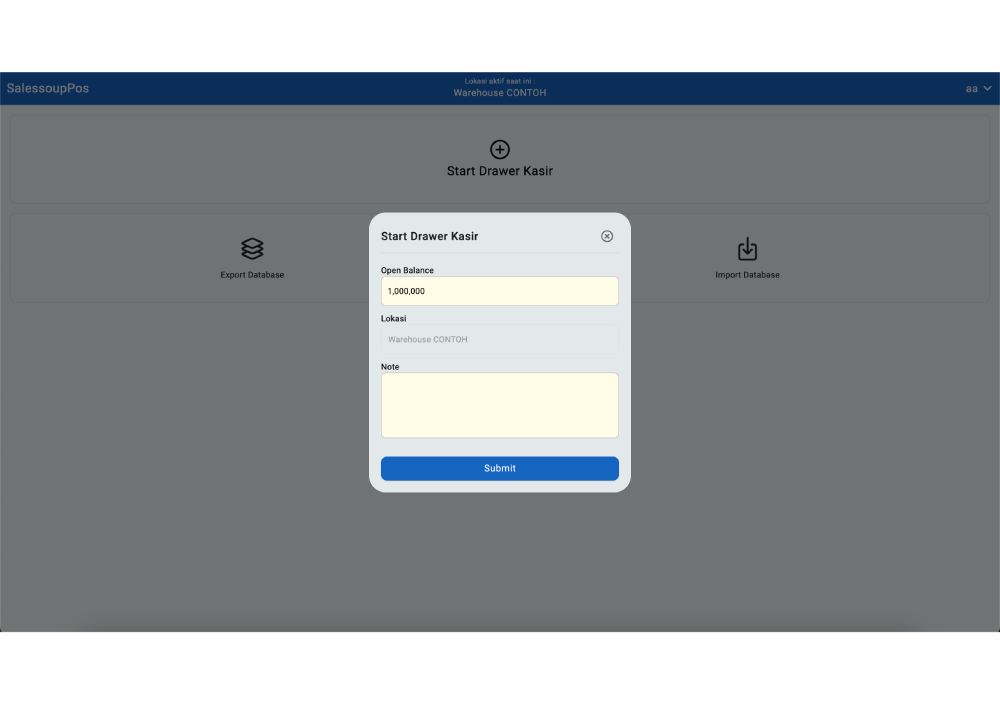 SalessoupPos
Lokasi aktif saat ini :
Warehouse CONTOH
aa
Start Drawer Kasir
Export Database
Import Database
Start Drawer Kasir
Open Balance
1,000,000
Lokasi
Warehouse CONTOH
Note
Submit